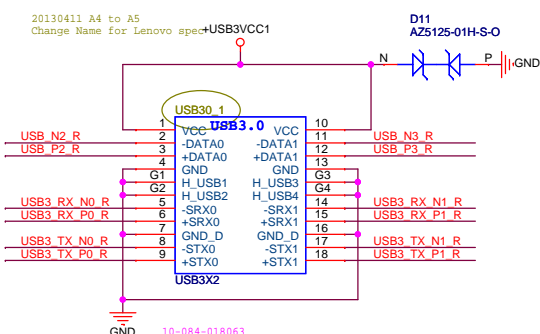 20130411 A4 to A5
Change Name for Lenovo spec
+USB3VCC1
D11
AZ5125-01H-S-O
N
P
GND
USB30_1
USB3.0
1 VCC
VCC 10
USB_N2_R 2 -DATA0
-DATA1 11 USB_N3_R
USB_P2_R 3 +DATA0
+DATA1 12 USB_P3_R
4 GND
GND 13
G1 H_USB1
H_USB3 G3
G2 H_USB2
H_USB4 G4
USB3_RX_N0_R 5 -SRX0
-SRX1 14 USB3_RX_N1_R
USB3_RX_P0_R 6 +SRX0
+SRX1 15 USB3_RX_P1_R
7 GND_D
GND_D 16
USB3_TX_N0_R 8 -STX0
-STX1 17 USB3_TX_N1_R
USB3_TX_P0_R 9 +STX0
+STX1 18 USB3_TX_P1_R
USB3X2
GND
10-084-018063